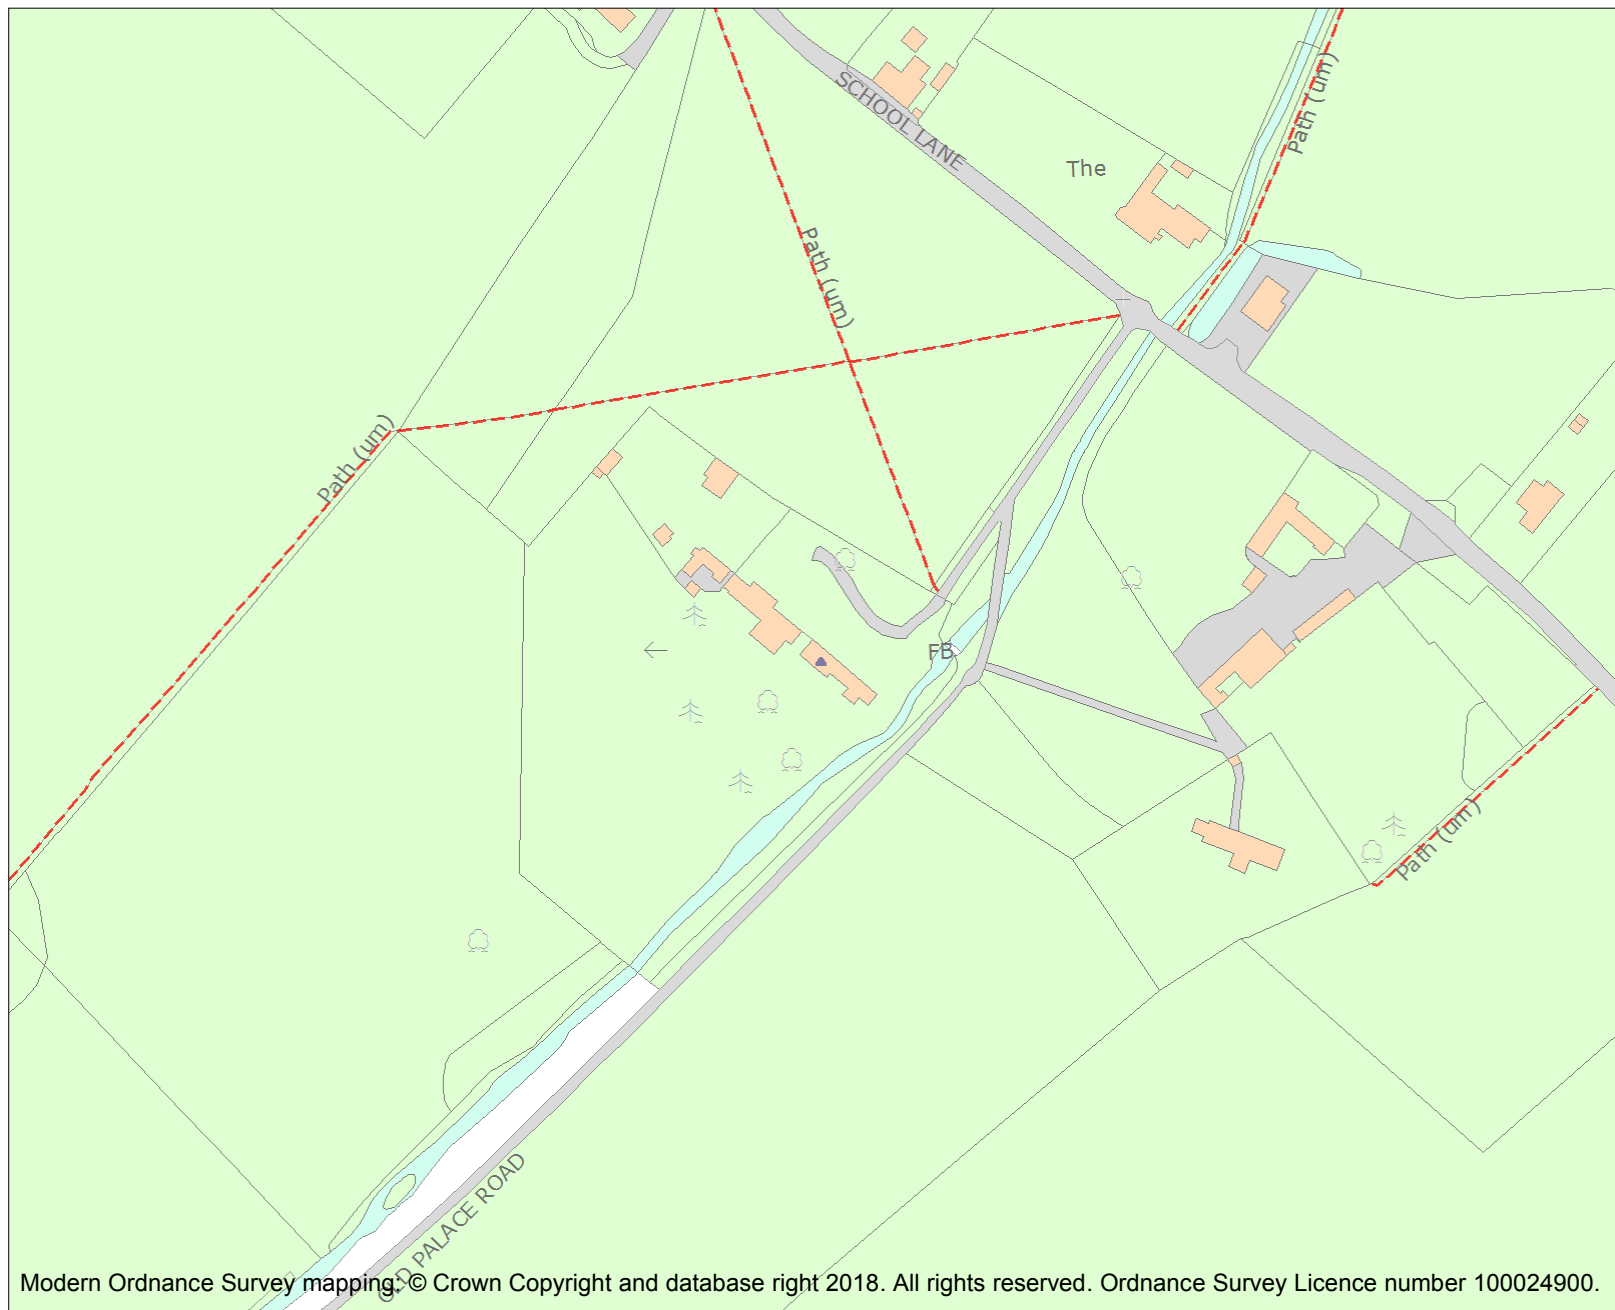 SCHOOL LANE
Path (um)
The
Path (um)
Path (um)
FB
Path (um)
OLD PALACE ROAD
Modern Ordnance Survey mapping: © Crown Copyright and database right 2018. All rights reserved. Ordnance Survey Licence number 100024900.